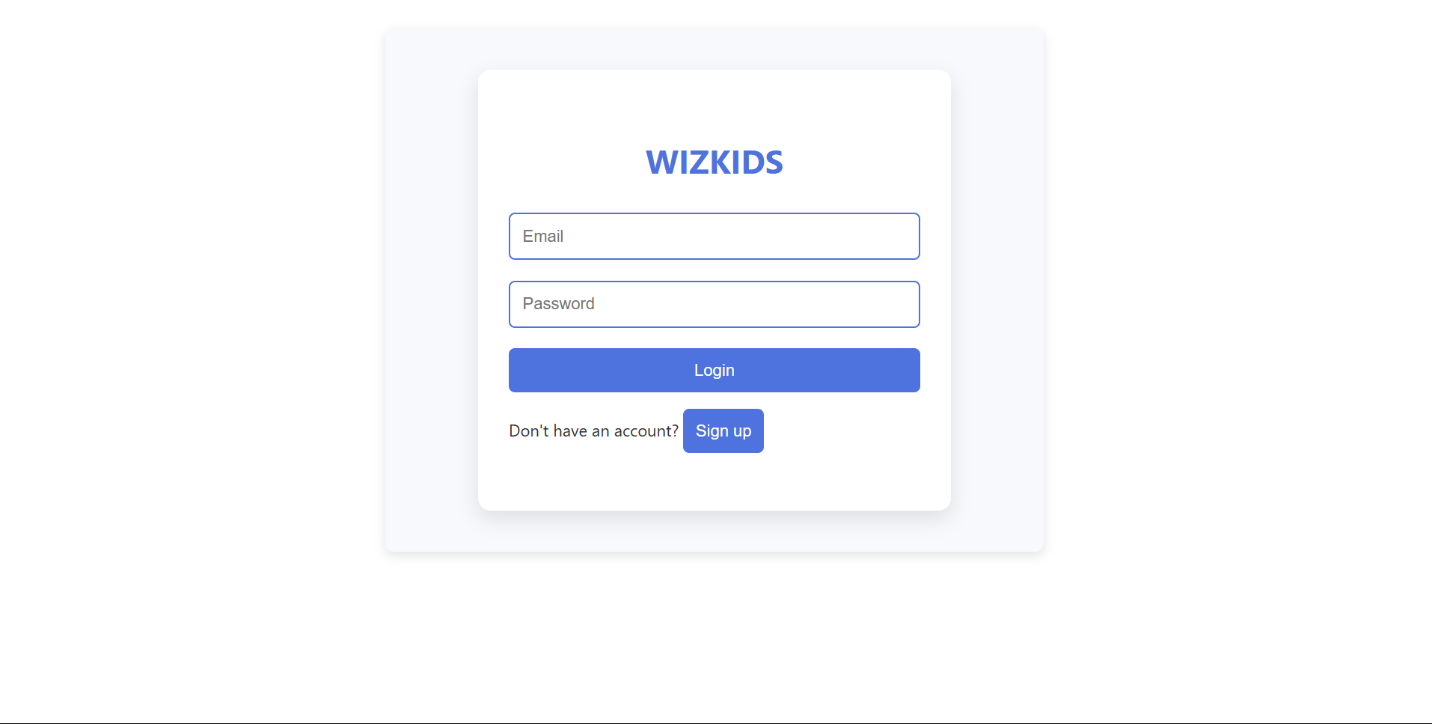 WIZKIDS
Email
Password
Login
Don't have an account? Sign up